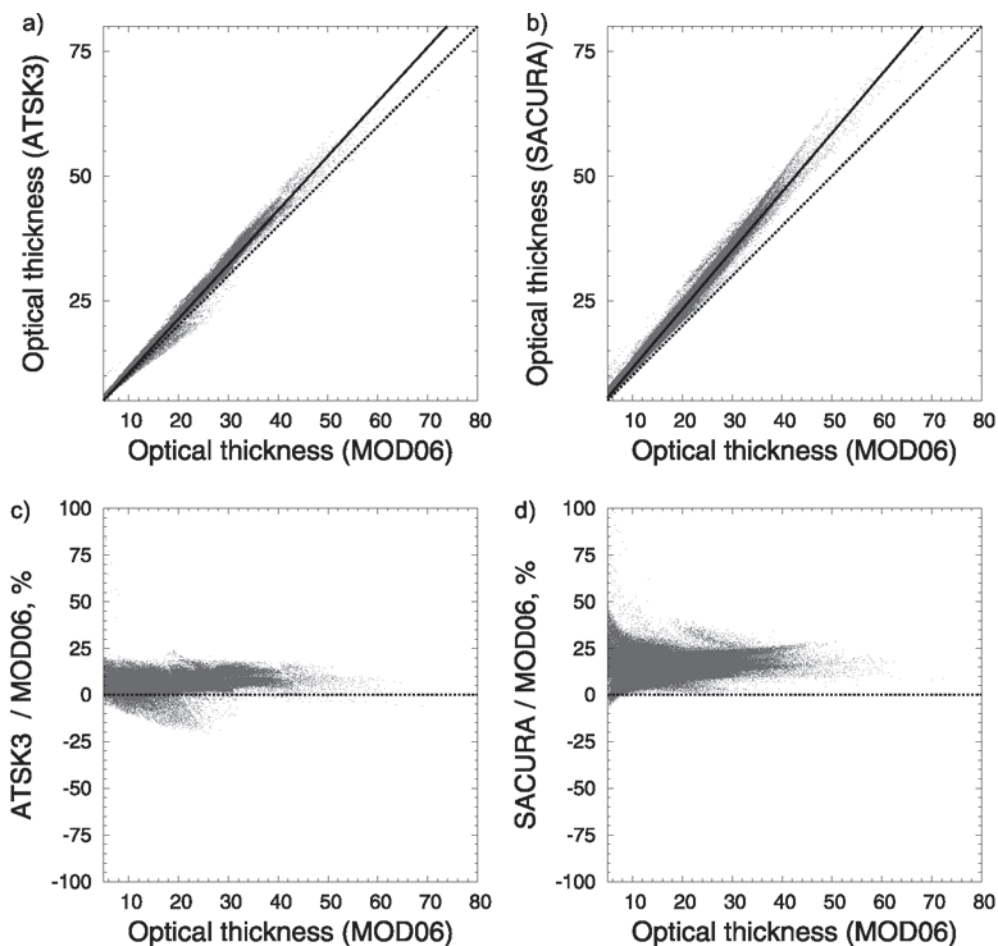 a)
75
50
25
Optical thickness (ATSK3)
10 20 30 40 50 60 70 80
Optical thickness (MOD06)
b)
75
50
25
Optical thickness (SACURA)
10 20 30 40 50 60 70 80
Optical thickness (MOD06)
c)
100
75
50
25
0
-25
-50
-75
-100
ATSK3 / MOD06, %
10 20 30 40 50 60 70 80
Optical thickness (MOD06)
d)
100
75
50
25
0
-25
-50
-75
-100
SACURA / MOD06, %
10 20 30 40 50 60 70 80
Optical thickness (MOD06)